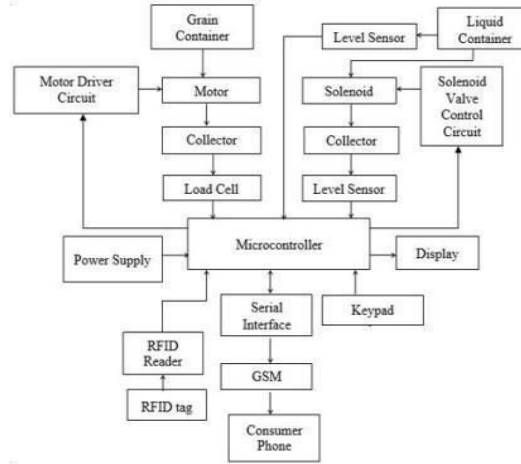 Grain
Container
Level Sensor
Liquid
Container
Motor Driver
Circuit
Motor
Solenoid
Solenoid
Valve
Control
Circuit
Collector
Collector
Load Cell
Level Sensor
Microcontroller
Power Supply
Display
Serial
Interface
Keypad
RFID
Reader
GSM
RFID tag
Consumer
Phone